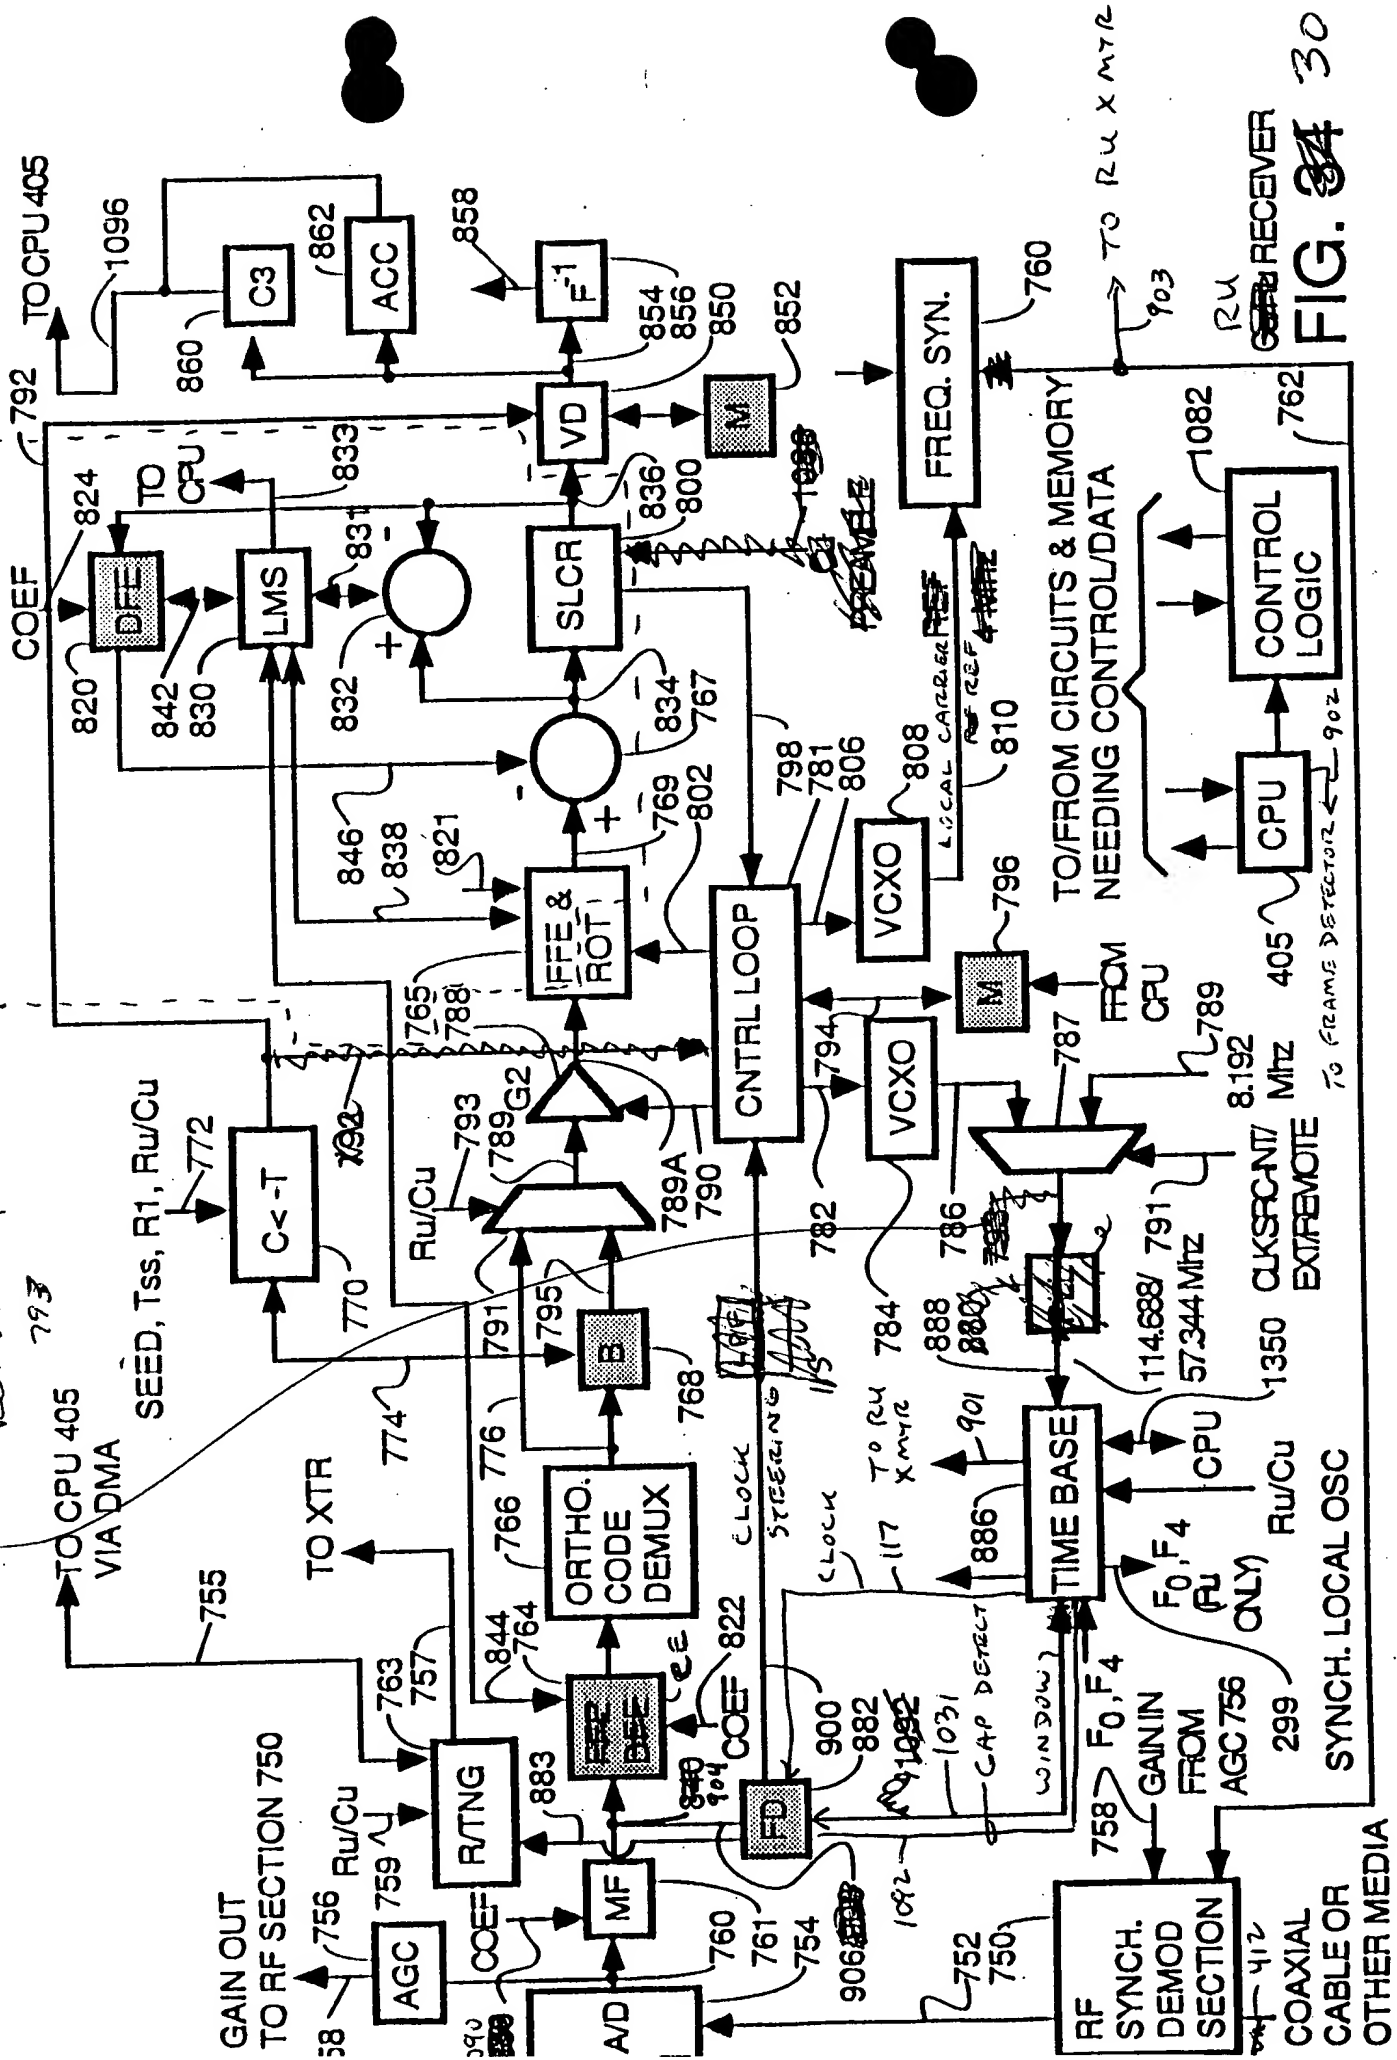 TO CPU 405
1096
792
C3
860
ACC
862
858
F-1
854
856
850
VD
852
M
COEF
824
TO
CPU
833
DFE
820
842
LMS
830
831
832
+
-
836
800
SLCR
834
767
846
838
821
769
802
+
-
FFE &
ROT
765
788
G2
789A
790
792
SEED, Tss, R1, Ru/Cu
772
C<-T
770
793
Ru/Cu
793
789
791
795
774
776
B
768
TO CPU 405
VIA DMA
755
TO XTR
ORTHO.
CODE
DEMUX
766
844
764
763
757
R/TNG
RE
822
COEF
883
904
GAIN OUT
TO RF SECTION 750
756
759
Ru/Cu
AGC
58
COEF
MF
A/D
760
761
754
FD
900
882
906
1092
1031
CAP DETECT
WINDOW
CLOCK
STEERING
CLOCK
117
TO RU
XMTR
901
886
TIME BASE
888
786
784
782
VCXO
794
CNTRL LOOP
798
781
806
VCXO
808
LOCAL CARRIER
REF
810
FREQ. SYN.
760
PREAMBLE
1088
M
796
FROM
CPU
787
789
8.192
Mhz
791
114.688/
57.344 Mhz
CLKSRC-INT/
EXT/REMOTE
1350
CPU
Ru/Cu
F0, F4
(Ru
ONLY)
299
758
F0, F4
GAIN IN
FROM
AGC 756
752
750
RF
SYNCH.
DEMOD
SECTION
412
COAXIAL
CABLE OR
OTHER MEDIA
SYNCH. LOCAL OSC
TO/FROM CIRCUITS & MEMORY
NEEDING CONTROL/DATA
CPU
405
CONTROL
LOGIC
1082
762
TO FRAME DETECTOR
902
TO RU XMTR
903
RU
RECEIVER
FIG. 30